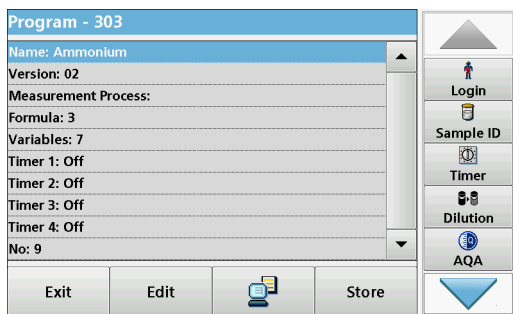 Program - 303
Name: Ammonium
Version: 02
Measurement Process:
Formula: 3
Variables: 7
Timer 1: Off
Timer 2: Off
Timer 3: Off
Timer 4: Off
No: 9
Exit
Edit
Store
Login
Sample ID
Timer
Dilution
AQA